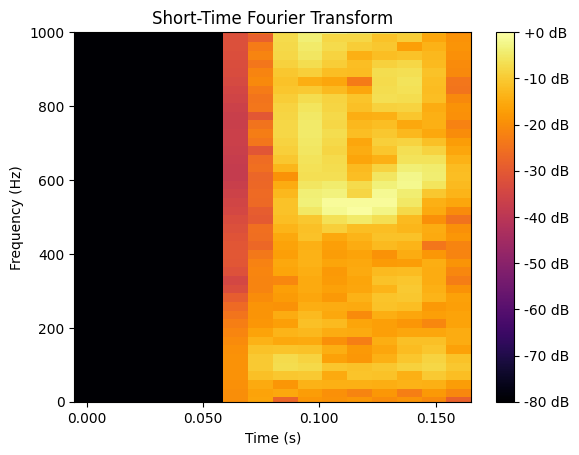 Short-Time Fourier Transform
Frequency (Hz)
1000
800
600
400
200
0
0.000
0.050
0.100
0.150
Time (s)
+0 dB
-10 dB
-20 dB
-30 dB
-40 dB
-50 dB
-60 dB
-70 dB
-80 dB